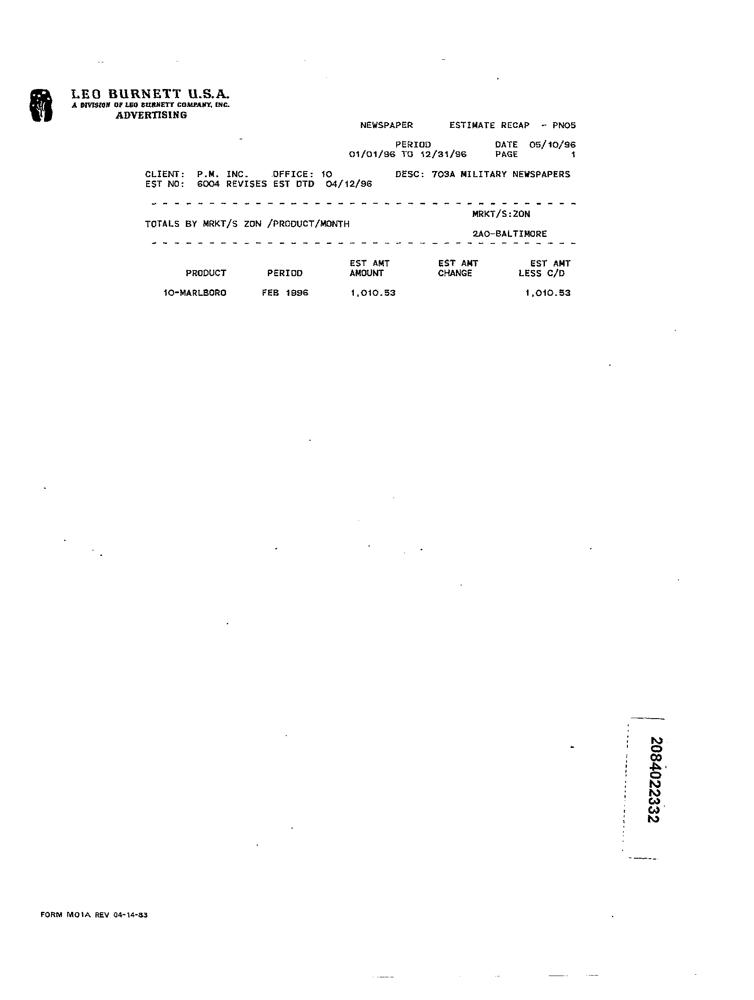 LEO BURNETT U.S.A.
A DIVISION OF LEO BURNETT COMPANY, INC.
ADVERTISING
NEWSPAPER ESTIMATE RECAP - PN05
PERIOD DATE 05/10/96
01/01/96 TO 12/31/96 PAGE 1
CLIENT: P.M. INC. OFFICE: 10 DESC: 703A MILITARY NEWSPAPERS
EST NO: 6004 REVISES EST DTD 04/12/96
MRKT/S:ZON
TOTALS BY MRKT/S ZON /PRODUCT/MONTH
2A0-BALTIMORE
EST AMT EST AMT EST AMT
PRODUCT PERIOD AMOUNT CHANGE LESS C/D
10-MARLBORO FEB 1996 1,010.53 1,010.53
2084022332
FORM M01A REV 04-14-83